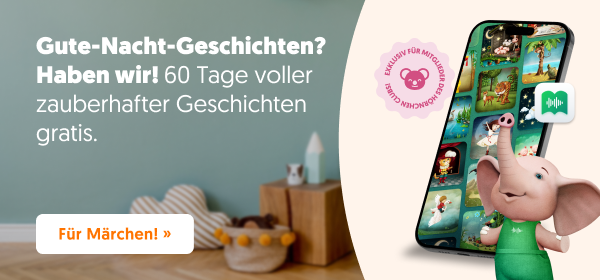 Gute-Nacht-Geschichten?
Haben wir! 60 Tage voller
zauberhafter Geschichten
gratis.
Für Märchen! »
EXKLUSIV FÜR MITGLIEDER DES HÖRNCHEN CLUBS!